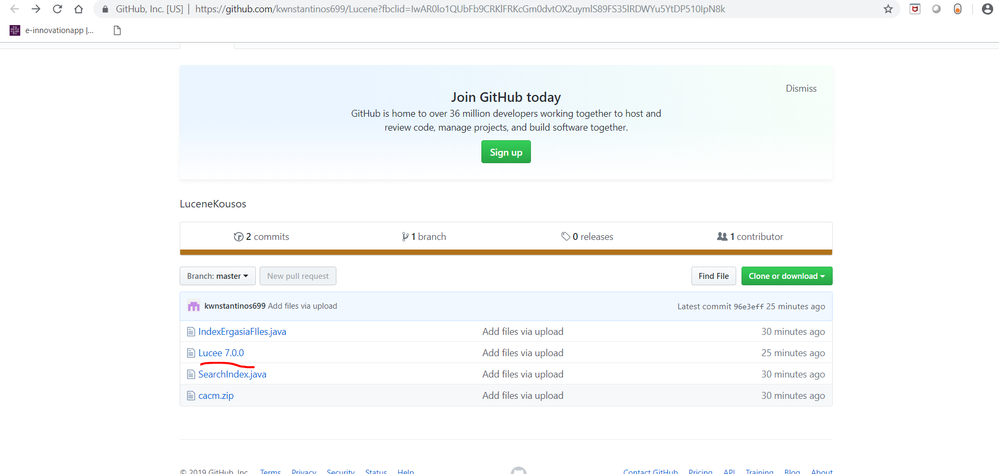 GitHub, Inc. [US] | https://github.com/kwnstantinos699/Lucene?fbclid=IwAR0lo1QUbFb9CRKlFRKcGm0dvtOX2uymlS89FS35lRDWYu5YtDP510IpN8k
e-innovationapp |...
Dismiss
Join GitHub today
GitHub is home to over 36 million developers working together to host and
review code, manage projects, and build software together.
Sign up
LuceneKousos
2 commits 1 branch 0 releases 1 contributor
Branch: master New pull request Find File Clone or download
kwnstantinos699 Add files via upload Latest commit 96e3eff 25 minutes ago
IndexErgasiaFIles.java Add files via upload 30 minutes ago
Lucee 7.0.0 Add files via upload 25 minutes ago
SearchIndex.java Add files via upload 30 minutes ago
cacm.zip Add files via upload 30 minutes ago
© 2019 GitHub, Inc. Terms Privacy Security Status Help Contact GitHub Pricing API Training Blog About